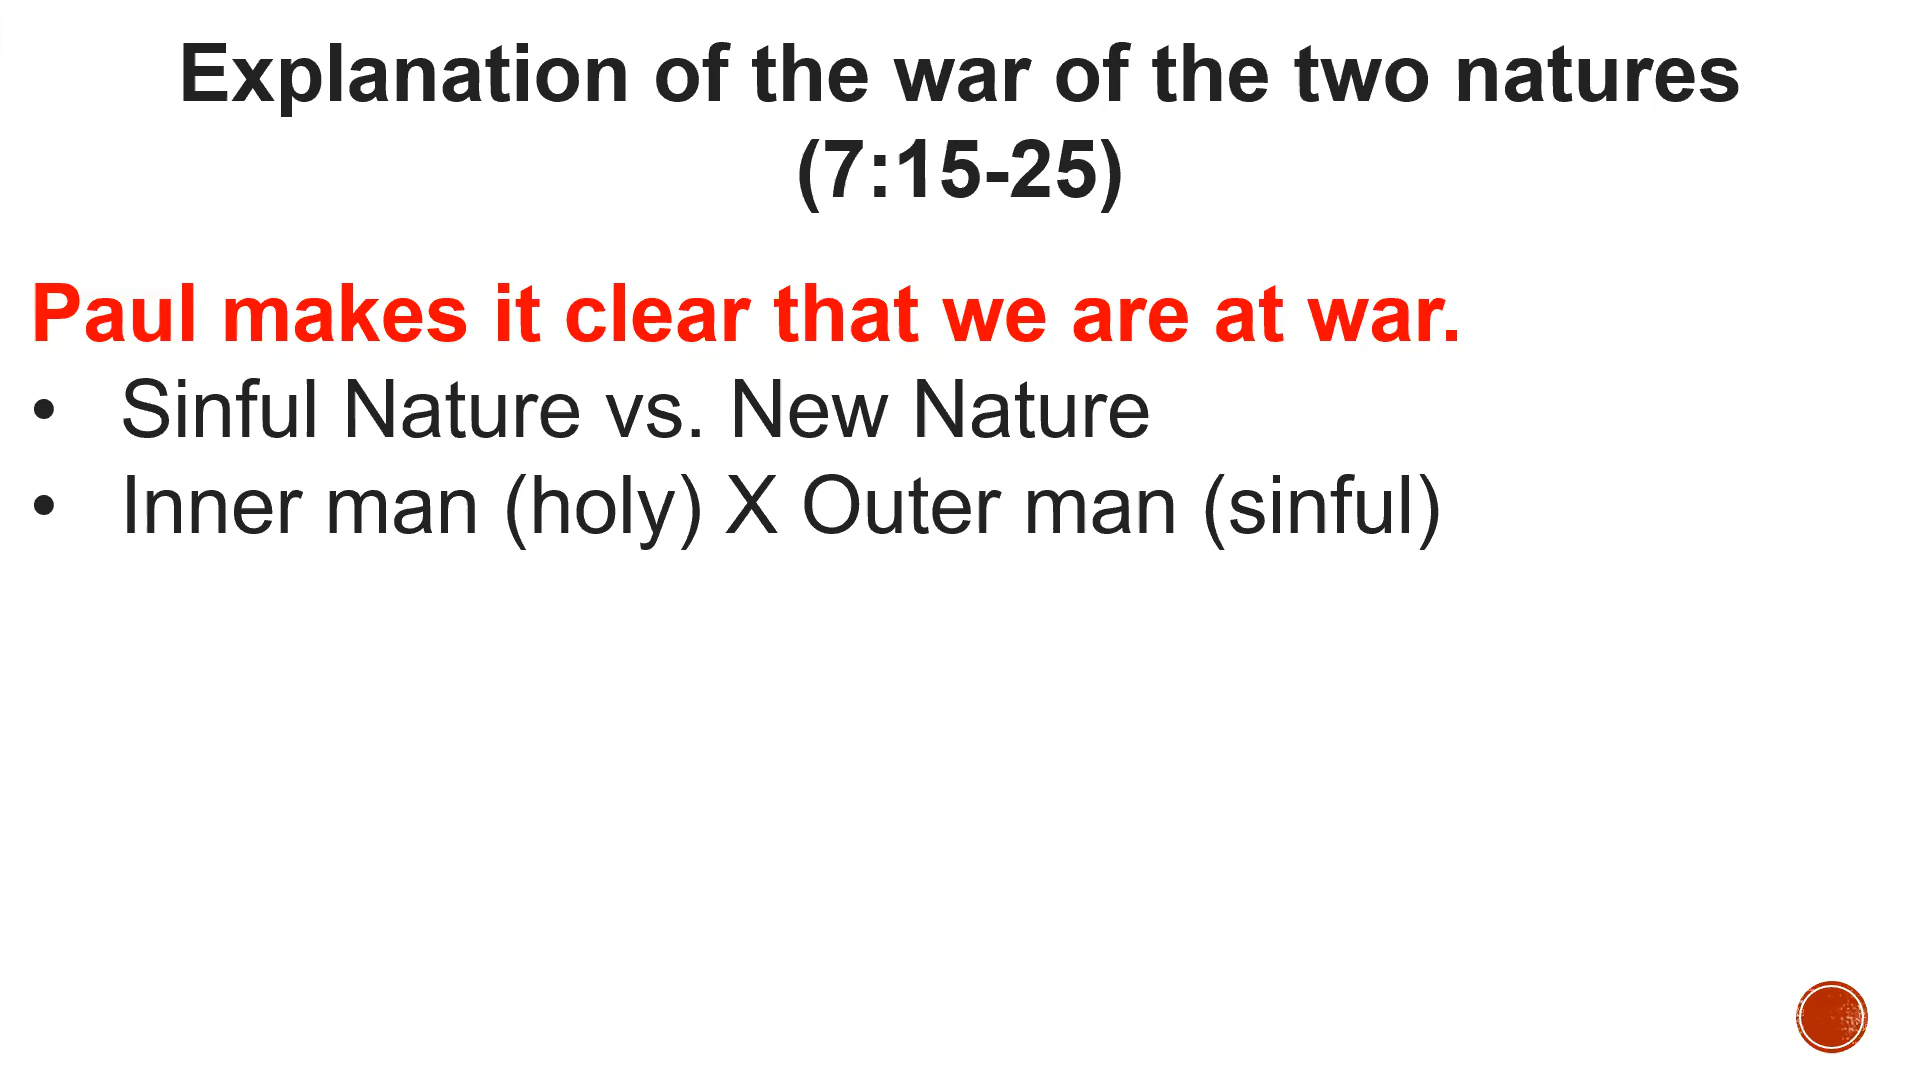 Explanation of the war of the two natures
(7:15-25)
Paul makes it clear that we are at war.
• Sinful Nature vs. New Nature
• Inner man (holy) X Outer man (sinful)